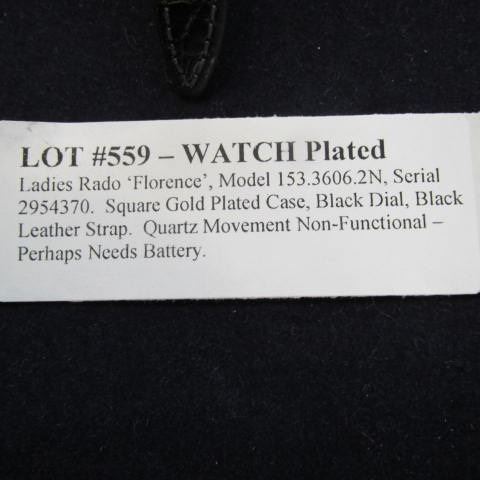 LOT #559 – WATCH Plated
Ladies Rado ‘Florence’, Model 153.3606.2N, Serial
2954370. Square Gold Plated Case, Black Dial, Black
Leather Strap. Quartz Movement Non-Functional –
Perhaps Needs Battery.